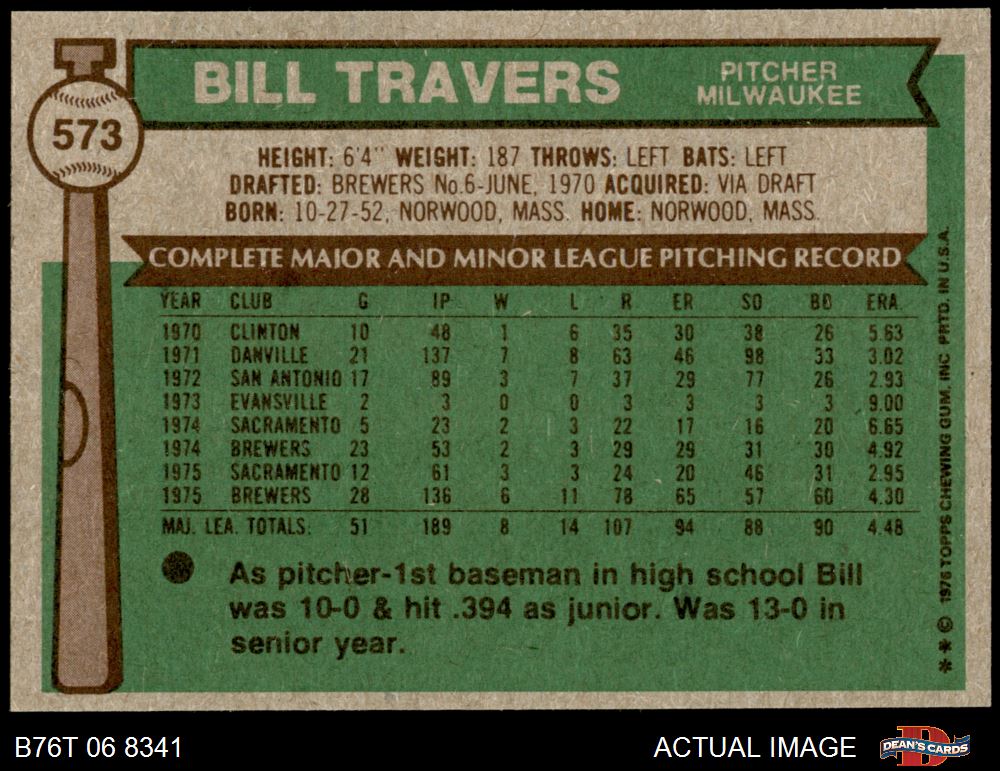 573
BILL TRAVERS
PITCHER
MILWAUKEE
HEIGHT: 6'4" WEIGHT: 187 THROWS: LEFT BATS: LEFT
DRAFTED: BREWERS No.6-JUNE, 1970 ACQUIRED: VIA DRAFT
BORN: 10-27-52, NORWOOD, MASS. HOME: NORWOOD, MASS.
COMPLETE MAJOR AND MINOR LEAGUE PITCHING RECORD
YEAR CLUB G IP W L R ER SO BB ERA
1970 CLINTON 10 48 1 6 35 30 38 26 5.63
1971 DANVILLE 21 137 7 8 63 46 98 33 3.02
1972 SAN ANTONIO 17 89 3 7 37 29 77 26 2.93
1973 EVANSVILLE 2 3 0 0 3 3 3 3 9.00
1974 SACRAMENTO 5 23 2 3 22 17 16 20 6.65
1974 BREWERS 23 53 2 3 29 29 31 30 4.92
1975 SACRAMENTO 12 61 3 3 24 20 46 31 2.95
1975 BREWERS 28 136 6 11 78 65 57 60 4.30
MAJ. LEA. TOTALS. 51 189 8 14 107 94 88 90 4.48
As pitcher-1st baseman in high school Bill
was 10-0 & hit .394 as junior. Was 13-0 in
senior year.
** © 1976 TOPPS CHEWING GUM, INC. PRTD. IN U.S.A.
B76T 06 8341
ACTUAL IMAGE
DEAN'S CARDS